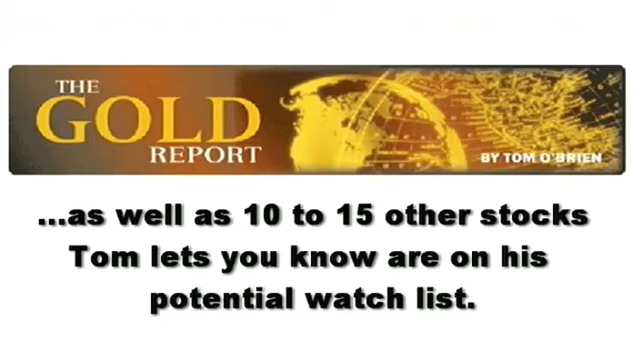 THE
GOLD
REPORT
BY TOM O'BRIEN
...as well as 10 to 15 other stocks
Tom lets you know are on his
potential watch list.